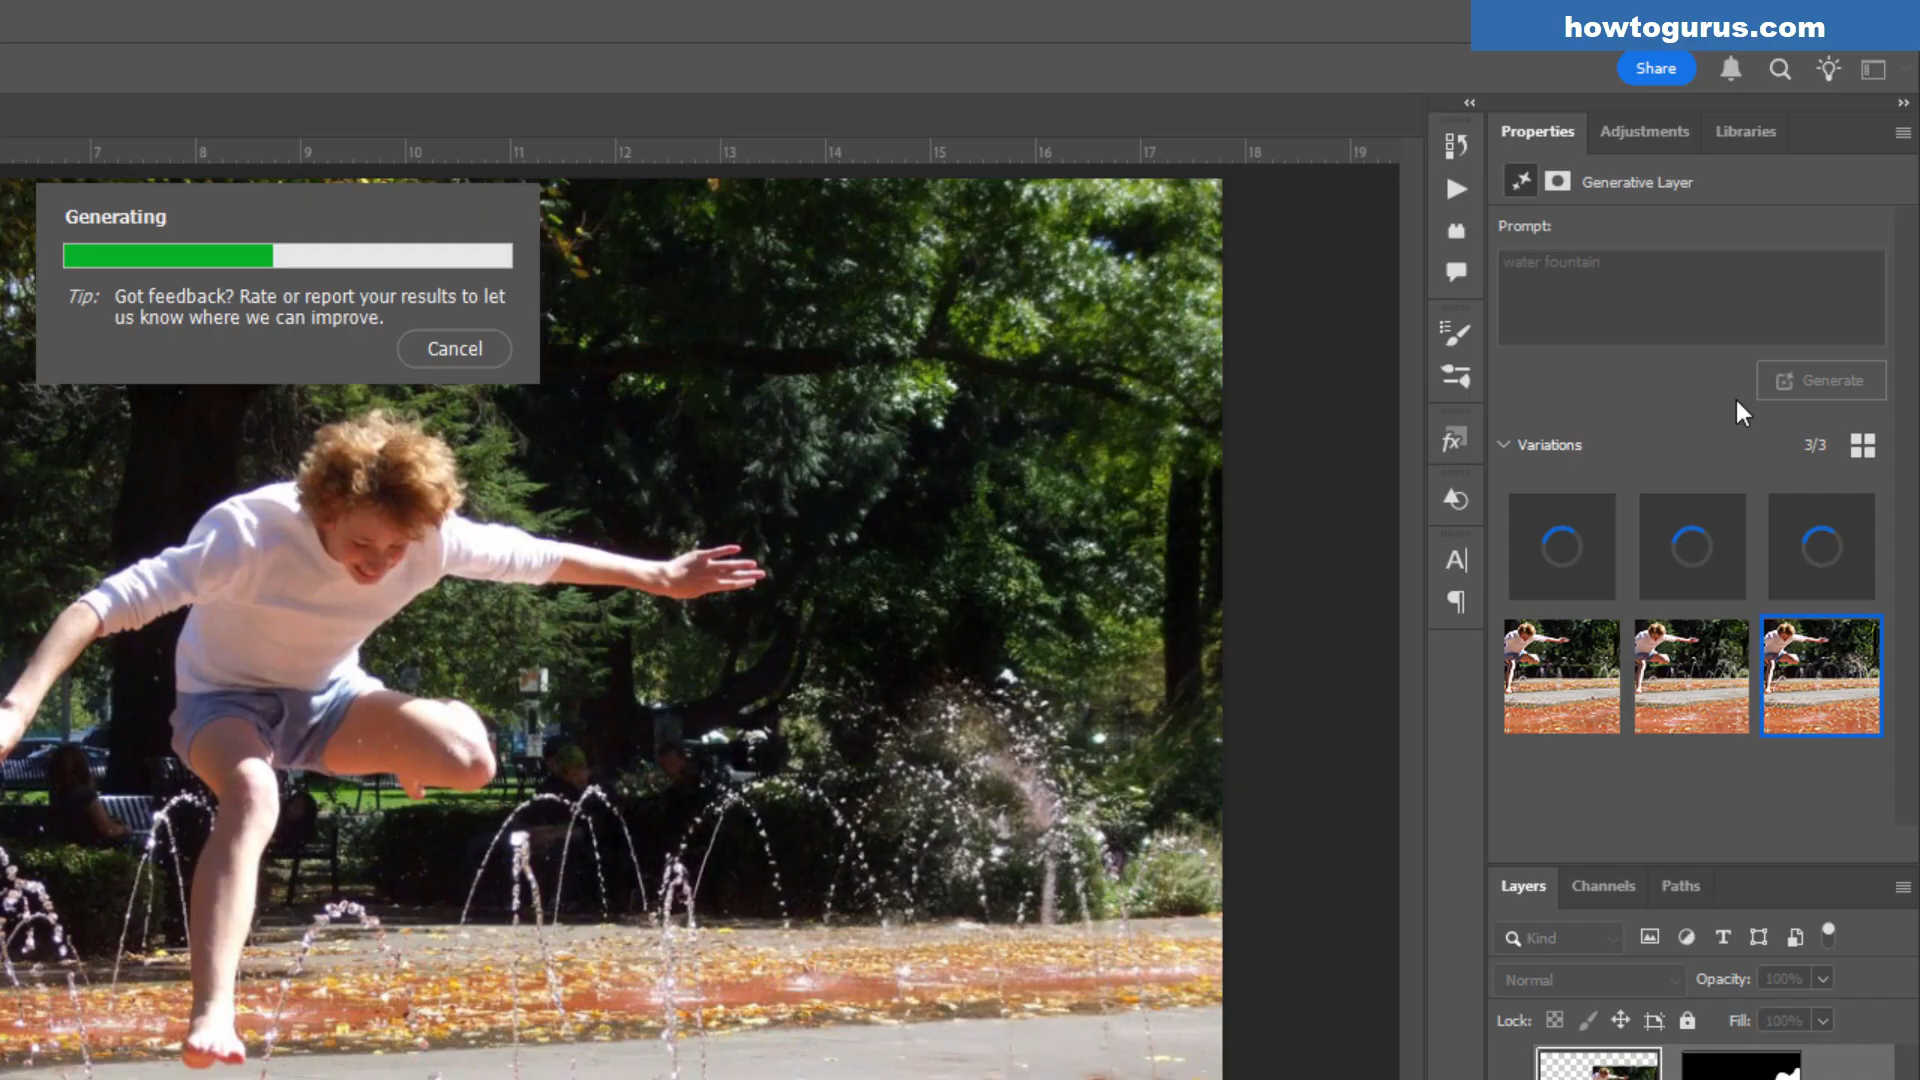 howtogurus.com
Share
7 8 9 10 11 12 13 14 15 16 17 18 19
Properties Adjustments Libraries
Generative Layer
Generating
Tip: Got feedback? Rate or report your results to let
us know where we can improve.
Cancel
Prompt:
water fountain
Generate
Variations 3/3
fx
A
Layers Channels Paths
Kind
T
Normal Opacity: 100%
Lock: Fill: 100%